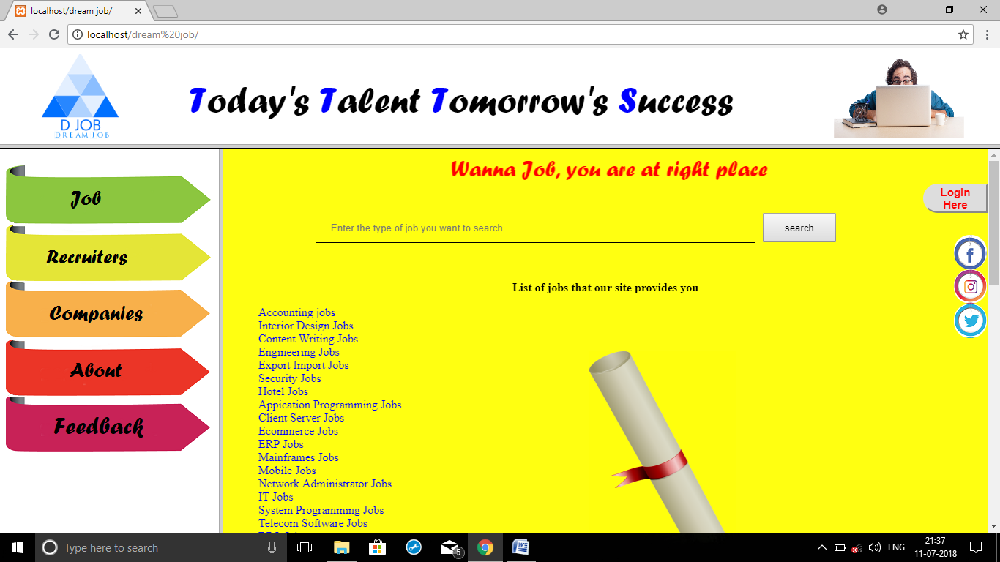 localhost/dream job/
localhost/dream%20job/
D JOB
DREAM JOB
Today's Talent Tomorrow's Success
Job
Recruiters
Companies
About
Feedback
Wanna Job, you are at right place
Login
Here
Enter the type of job you want to search
search
List of jobs that our site provides you
Accounting jobs
Interior Design Jobs
Content Writing Jobs
Engineering Jobs
Export Import Jobs
Security Jobs
Hotel Jobs
Appication Programming Jobs
Client Server Jobs
Ecommerce Jobs
ERP Jobs
Mainframes Jobs
Mobile Jobs
Network Administrator Jobs
IT Jobs
System Programming Jobs
Telecom Software Jobs
Type here to search
5
ENG
21:37
11-07-2018